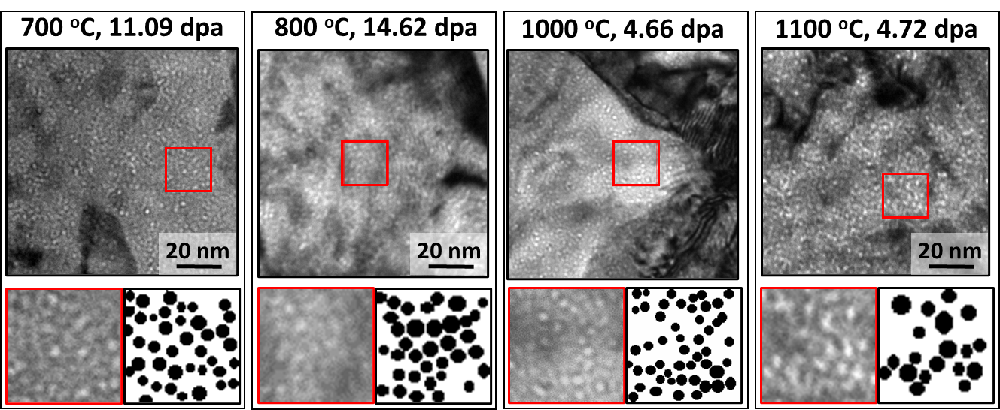 700 °C, 11.09 dpa
800 °C, 14.62 dpa
1000 °C, 4.66 dpa
1100 °C, 4.72 dpa
20 nm
20 nm
20 nm